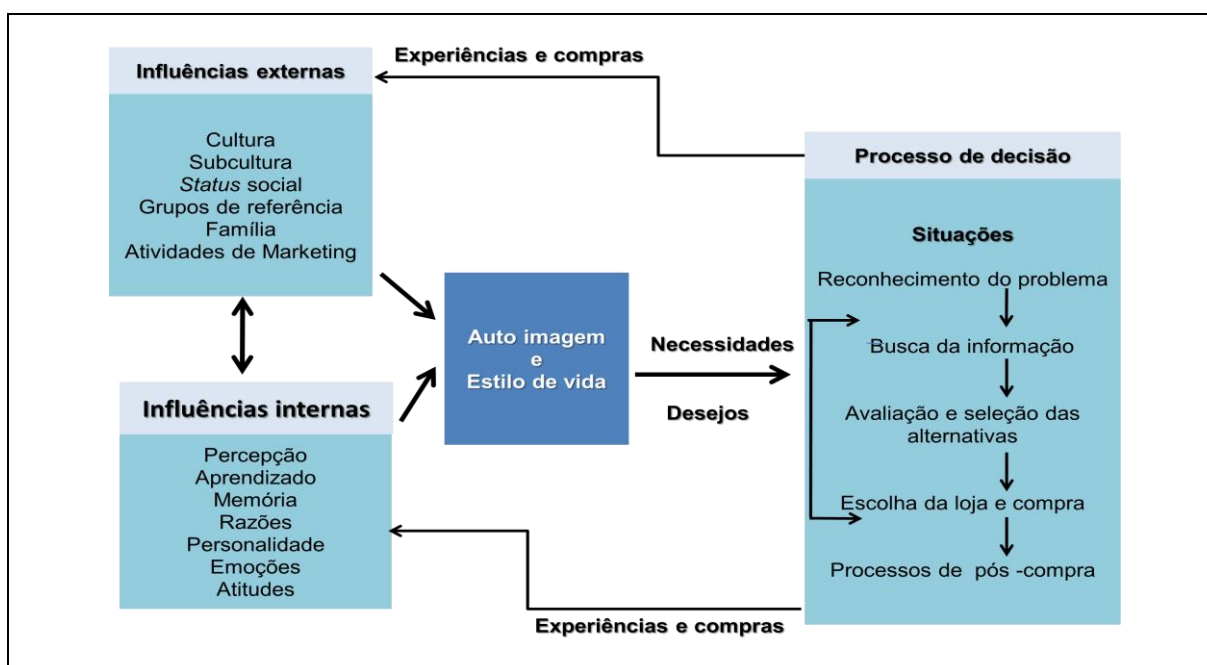 Experiências e compras
Influências externas
Cultura
Subcultura
Status social
Grupos de referência
Família
Atividades de Marketing
Influências internas
Percepção
Aprendizado
Memória
Razões
Personalidade
Emoções
Atitudes
Auto imagem
e
Estilo de vida
Necessidades
Desejos
Processo de decisão
Situações
Reconhecimento do problema
Busca da informação
Avaliação e seleção das
alternativas
Escolha da loja e compra
Processos de pós -compra
Experiências e compras